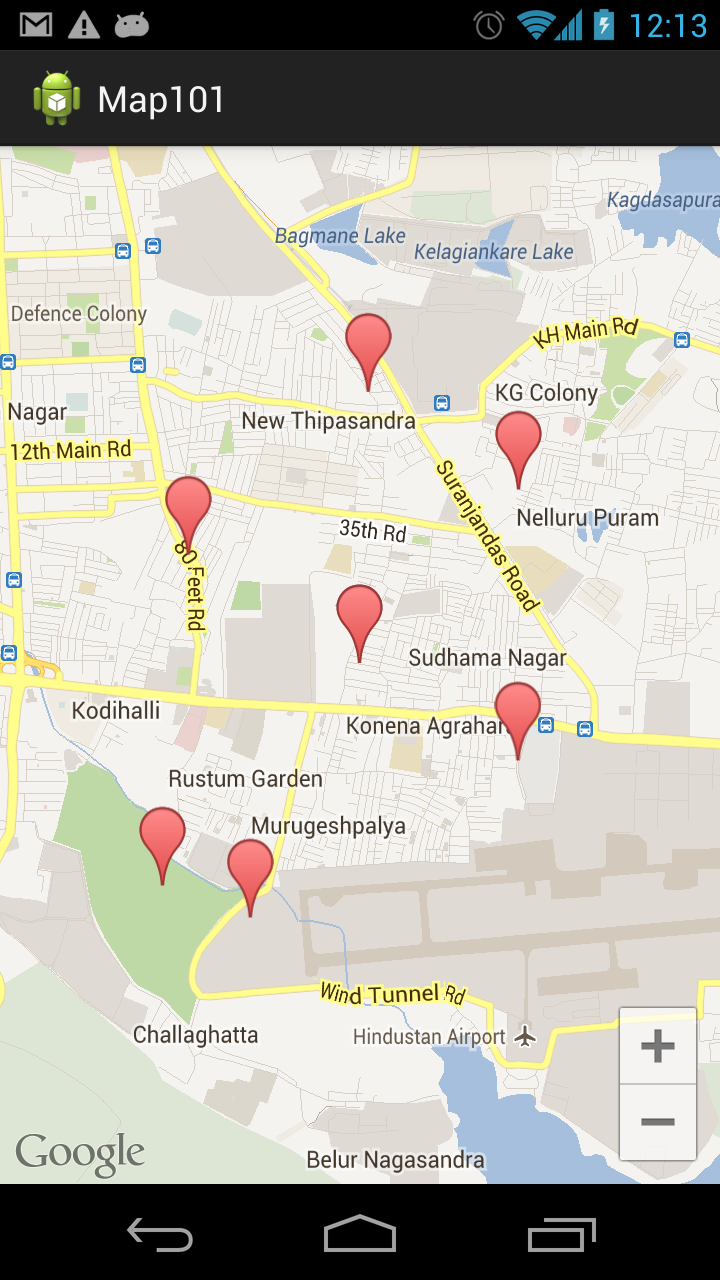 12:13
Map101
Kagdasapura
Bagmane Lake
Kelagiankare Lake
Defence Colony
KH Main Rd
KG Colony
Nagar
New Thipasandra
12th Main Rd
Suranjandas Road
Nelluru Puram
35th Rd
80 Feet Rd
Sudhama Nagar
Kodihalli
Konena Agrahar
Rustum Garden
Murugeshpalya
Wind Tunnel Rd
Challaghatta
Hindustan Airport
+
−
Google
Belur Nagasandra